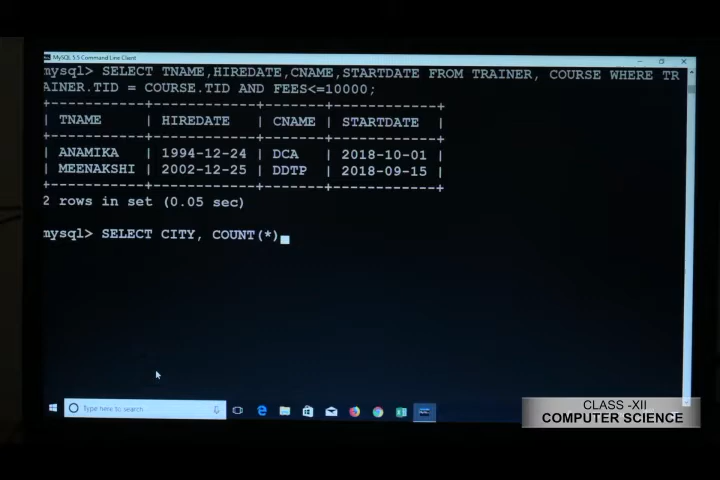 MySQL 5.5 Command Line Client
mysql> SELECT TNAME,HIREDATE,CNAME,STARTDATE FROM TRAINER, COURSE WHERE TR
AINER.TID = COURSE.TID AND FEES<=10000;
+----------+------------+-------+------------+
| TNAME | HIREDATE | CNAME | STARTDATE |
+----------+------------+-------+------------+
| ANAMIKA | 1994-12-24 | DCA | 2018-10-01 |
| MEENAKSHI | 2002-12-25 | DDTP | 2018-09-15 |
+----------+------------+-------+------------+
2 rows in set (0.05 sec)
mysql> SELECT CITY, COUNT(*)
Type here to search
CLASS -XII
COMPUTER SCIENCE